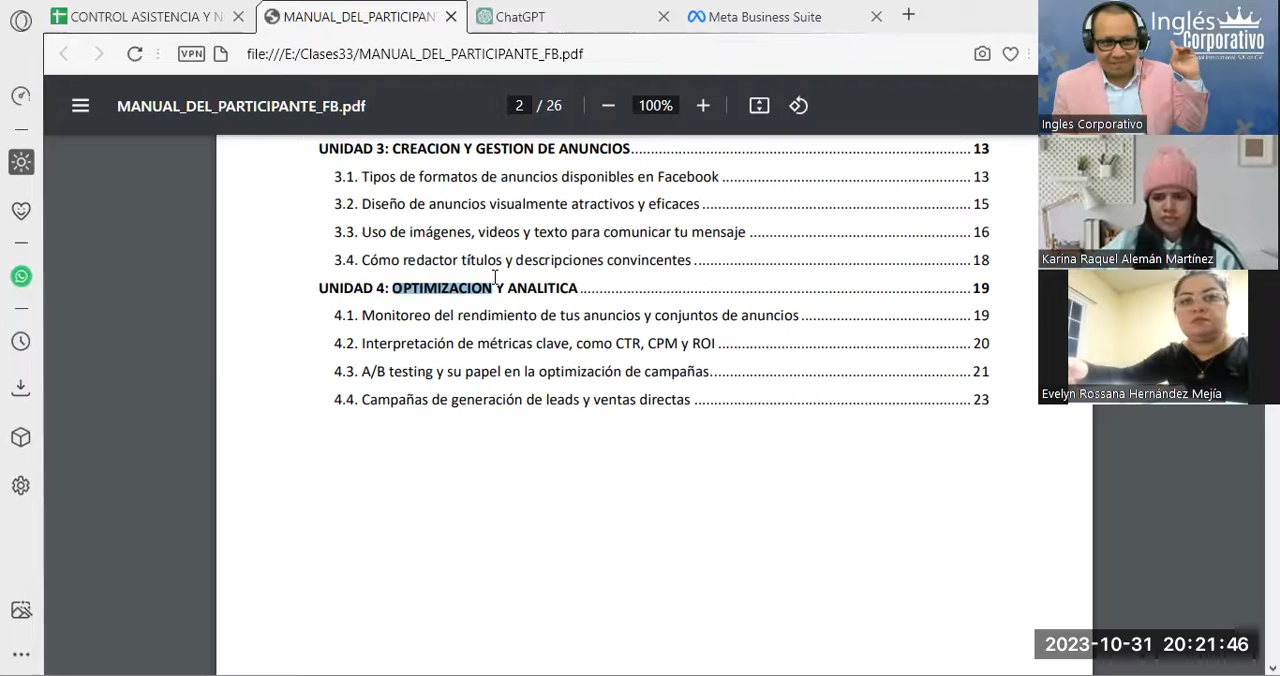 CONTROL ASISTENCIA Y N
MANUAL_DEL_PARTICIPAN
ChatGPT
Meta Business Suite
VPN
file:///E:/Clases33/MANUAL_DEL_PARTICIPANTE_FB.pdf
MANUAL_DEL_PARTICIPANTE_FB.pdf
2 / 26
100%
UNIDAD 3: CREACION Y GESTION DE ANUNCIOS 13
3.1. Tipos de formatos de anuncios disponibles en Facebook 13
3.2. Diseño de anuncios visualmente atractivos y eficaces 15
3.3. Uso de imágenes, videos y texto para comunicar tu mensaje 16
3.4. Cómo redactor títulos y descripciones convincentes 18
UNIDAD 4: OPTIMIZACION Y ANALITICA 19
4.1. Monitoreo del rendimiento de tus anuncios y conjuntos de anuncios 19
4.2. Interpretación de métricas clave, como CTR, CPM y ROI 20
4.3. A/B testing y su papel en la optimización de campañas 21
4.4. Campañas de generación de leads y ventas directas 23
Inglés
Corporativo
Ingles Corporativo
Karina Raquel Alemán Martínez
Evelyn Rossana Hernández Mejía
2023-10-31 20:21:46